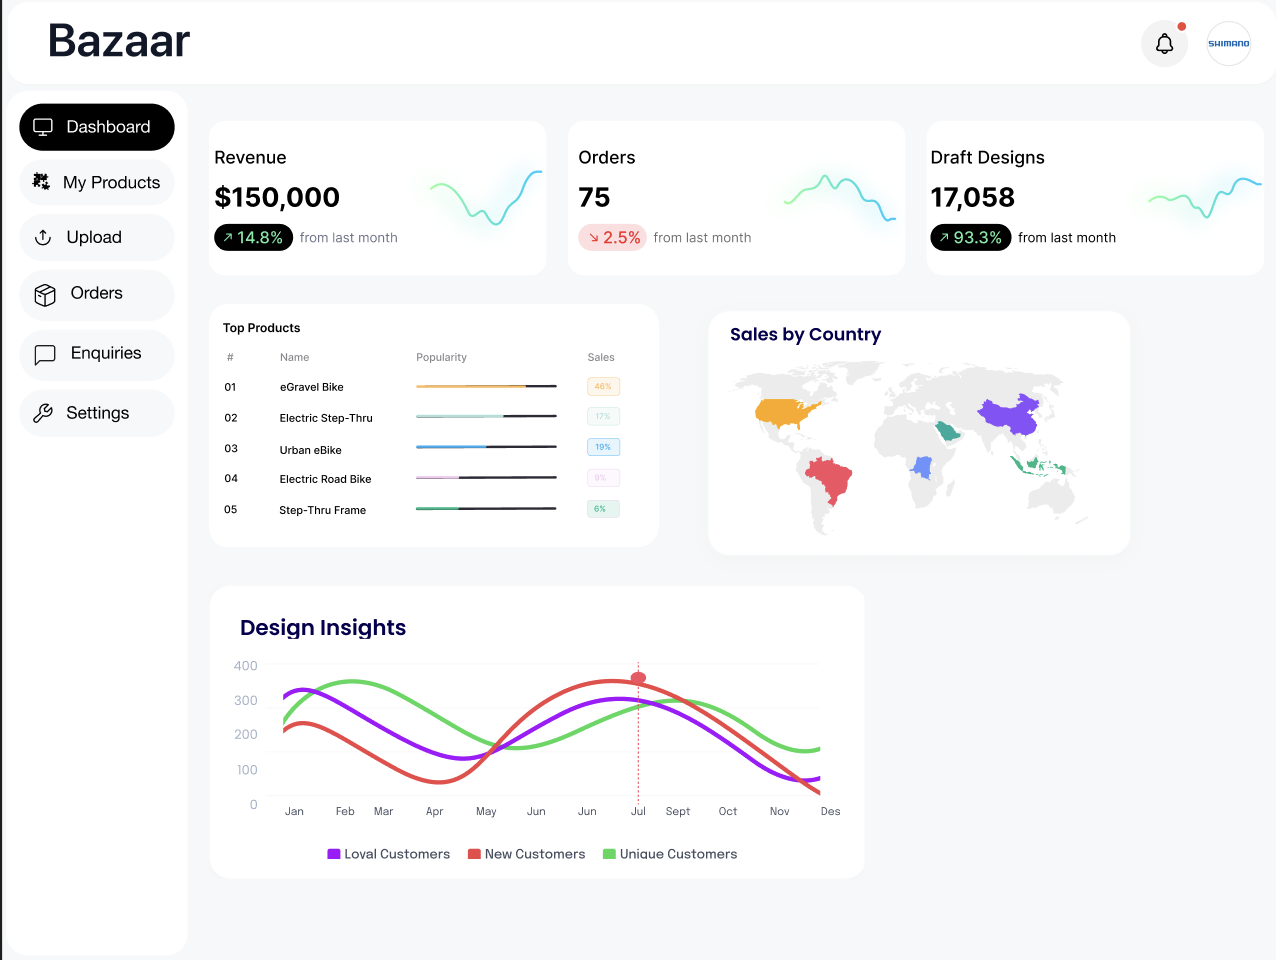 Bazaar
SHIMANO
Dashboard
My Products
Upload
Orders
Enquiries
Settings
Revenue
$150,000
14.8% from last month
Orders
75
2.5% from last month
Draft Designs
17,058
93.3% from last month
Top Products
# Name Popularity Sales
01 eGravel Bike 46%
02 Electric Step-Thru 17%
03 Urban eBike 19%
04 Electric Road Bike 9%
05 Step-Thru Frame 6%
Sales by Country
Design Insights
400
300
200
100
0
Jan Feb Mar Apr May Jun Jun Jul Sept Oct Nov Des
Loyal Customers New Customers Unique Customers